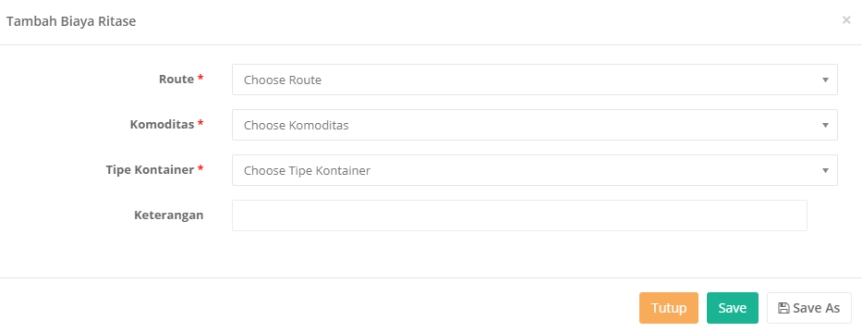 Tambah Biaya Ritase ×
Route * Choose Route
Komoditas * Choose Komoditas
Tipe Kontainer * Choose Tipe Kontainer
Keterangan
Tutup Save Save As